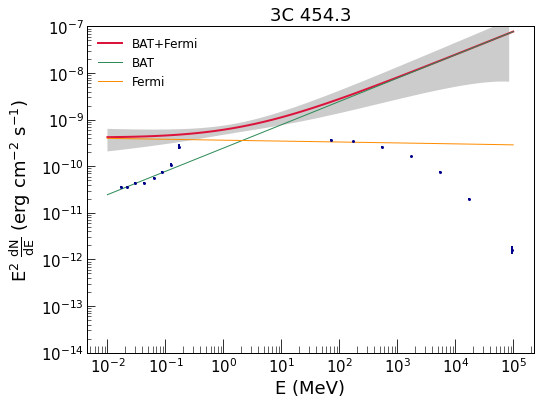 3C 454.3
BAT+Fermi
BAT
Fermi
E² dN/dE (erg cm⁻² s⁻¹)
10⁻⁷
10⁻⁸
10⁻⁹
10⁻¹⁰
10⁻¹¹
10⁻¹²
10⁻¹³
10⁻¹⁴
10⁻² 10⁻¹ 10⁰ 10¹ 10² 10³ 10⁴ 10⁵
E (MeV)